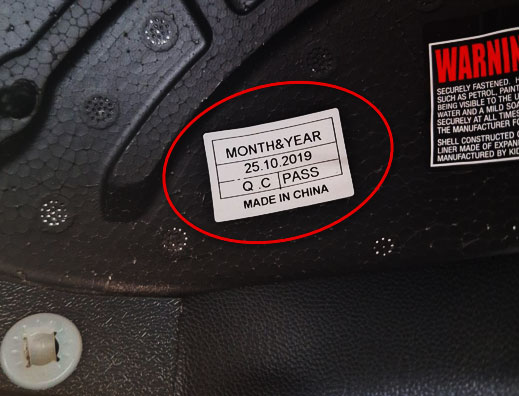 MONTH&YEAR
25.10.2019
Q.C PASS
MADE IN CHINA
WARNIN
SECURELY FASTENED. H
SUCH AS PETROL, PAINT
BEING VISIBLE TO THE U
WATER AND A MILD SOA
SECURELY AT ALL TIMES
THE MANUFACTURER FO
SHELL CONSTRUCTED O
LINER MADE OF EXPAN
MANUFACTURED BY KID